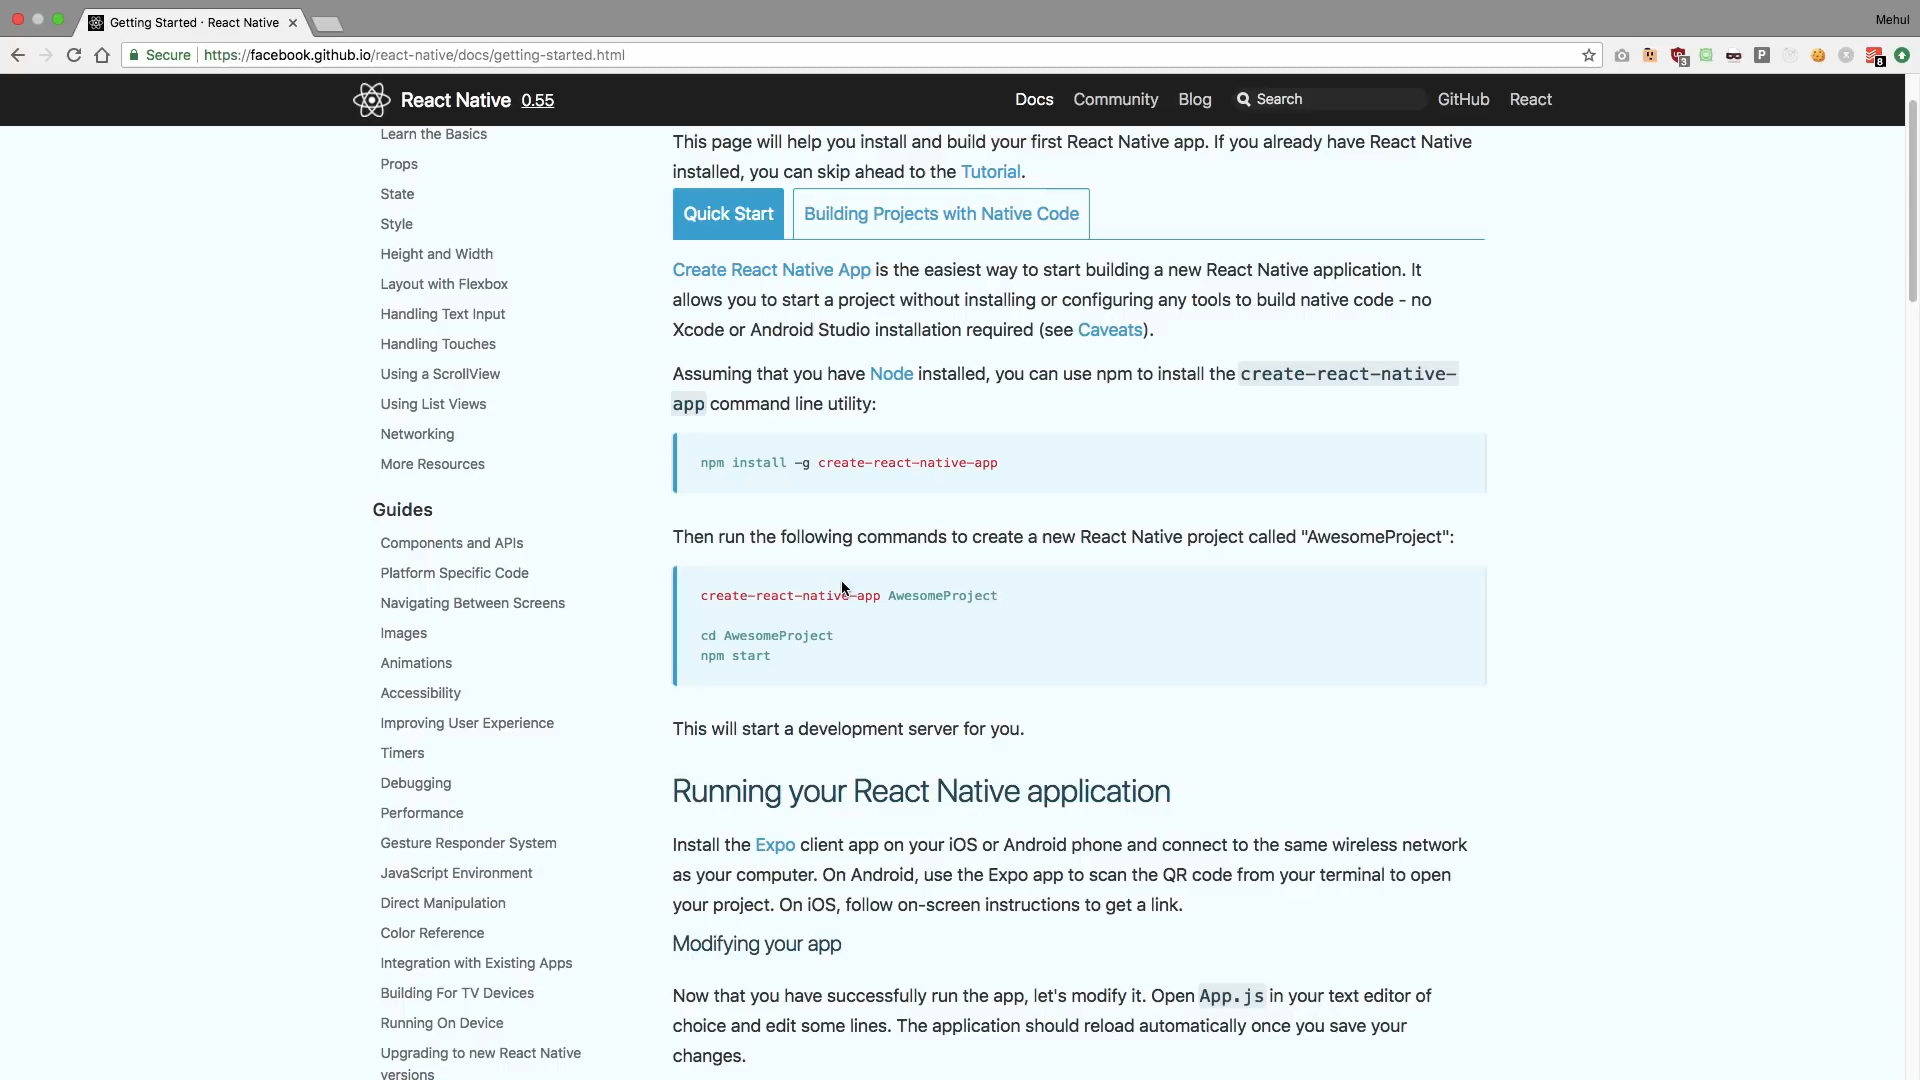 Getting Started · React Native
Mehul
Secure
https://facebook.github.io/react-native/docs/getting-started.html
P
3
8
React Native 0.55
Docs
Community
Blog
Search
GitHub
React
Learn the Basics
Props
State
Style
Height and Width
Layout with Flexbox
Handling Text Input
Handling Touches
Using a ScrollView
Using List Views
Networking
More Resources
Guides
Components and APIs
Platform Specific Code
Navigating Between Screens
Images
Animations
Accessibility
Improving User Experience
Timers
Debugging
Performance
Gesture Responder System
JavaScript Environment
Direct Manipulation
Color Reference
Integration with Existing Apps
Building For TV Devices
Running On Device
Upgrading to new React Native
versions
This page will help you install and build your first React Native app. If you already have React Native
installed, you can skip ahead to the Tutorial.
Quick Start
Building Projects with Native Code
Create React Native App is the easiest way to start building a new React Native application. It
allows you to start a project without installing or configuring any tools to build native code - no
Xcode or Android Studio installation required (see Caveats).
Assuming that you have Node installed, you can use npm to install the create-react-native-
app command line utility:
npm install -g create-react-native-app
Then run the following commands to create a new React Native project called "AwesomeProject":
create-react-native-app AwesomeProject
cd AwesomeProject
npm start
This will start a development server for you.
Running your React Native application
Install the Expo client app on your iOS or Android phone and connect to the same wireless network
as your computer. On Android, use the Expo app to scan the QR code from your terminal to open
your project. On iOS, follow on-screen instructions to get a link.
Modifying your app
Now that you have successfully run the app, let's modify it. Open App.js in your text editor of
choice and edit some lines. The application should reload automatically once you save your
changes.